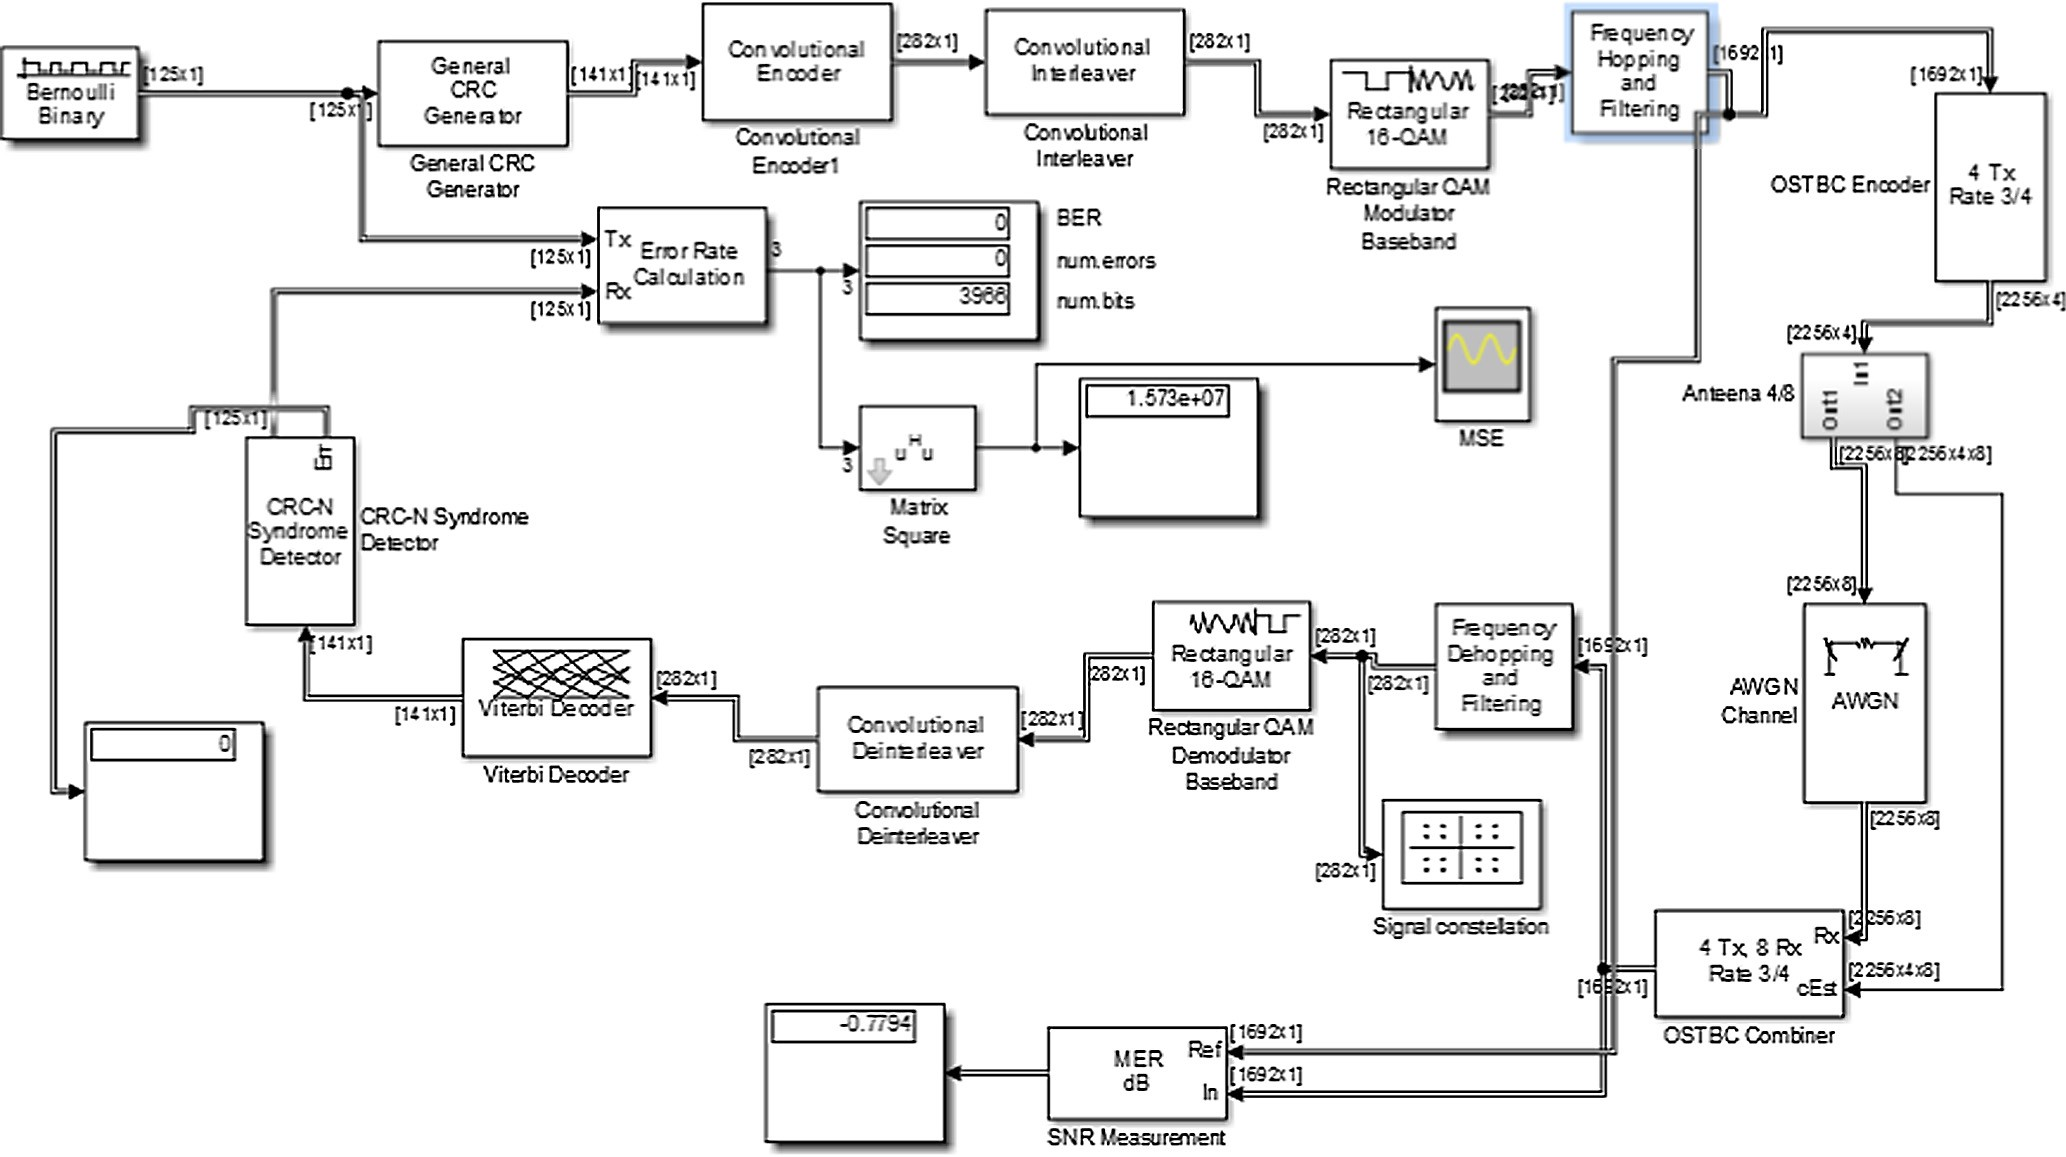 Bernoulli
Binary
[125x1]
[125x1]
General
CRC
Generator
General CRC
Generator
[141x1]
[141x1]
Convolutional
Encoder
Convolutional
Encoder1
[282x1]
Convolutional
Interleaver
Convolutional
Interleaver
[282x1]
[282x1]
Rectangular
16-QAM
Rectangular QAM
Modulator
Baseband
Frequency
Hopping
and
Filtering
[1692x1]
[1692x1]
OSTBC Encoder
4 Tx
Rate 3/4
[2256x4]
[2256x4]
Anteena 4/8
In1
Out1
Out2
[2256x8]
[2256x4x8]
[2256x8]
AWGN
Channel
AWGN
[2256x8]
[2256x8]
[2256x4x8]
4 Tx, 8 Rx
Rate 3/4
Rx
cEst
OSTBC Combiner
[1692x1]
[125x1]
[125x1]
Tx
Rx
Error Rate
Calculation
3
3
0
0
3966
BER
num.errors
num.bits
3
u^H u
Matrix
Square
1.573e+07
MSE
[125x1]
Err
CRC-N
Syndrome
Detector
CRC-N Syndrome
Detector
[141x1]
[141x1]
0
Viterbi Decoder
Viterbi Decoder
[282x1]
[282x1]
Convolutional
Deinterleaver
Convolutional
Deinterleaver
[282x1]
[282x1]
Rectangular
16-QAM
Rectangular QAM
Demodulator
Baseband
[282x1]
[282x1]
Frequency
Dehopping
and
Filtering
[1692x1]
[282x1]
Signal constellation
-0.7794
MER
dB
Ref
In
[1692x1]
[1692x1]
SNR Measurement